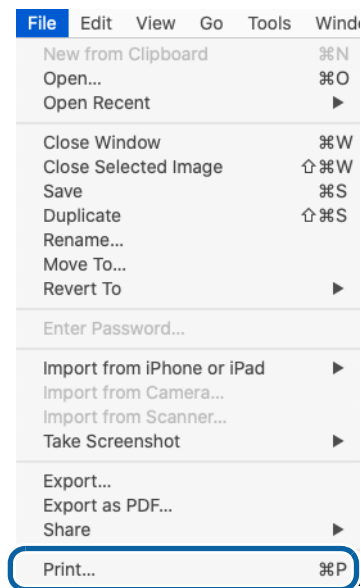 File Edit View Go Tools
New from Clipboard ⌘N
Open... ⌘O
Open Recent ▶
Close Window ⌘W
Close Selected Image ⇧⌘W
Save ⌘S
Duplicate ⇧⌘S
Rename...
Move To...
Revert To ▶
Enter Password...
Import from iPhone or iPad ▶
Import from Camera...
Import from Scanner...
Take Screenshot ▶
Export...
Export as PDF...
Share ▶
Print... ⌘P